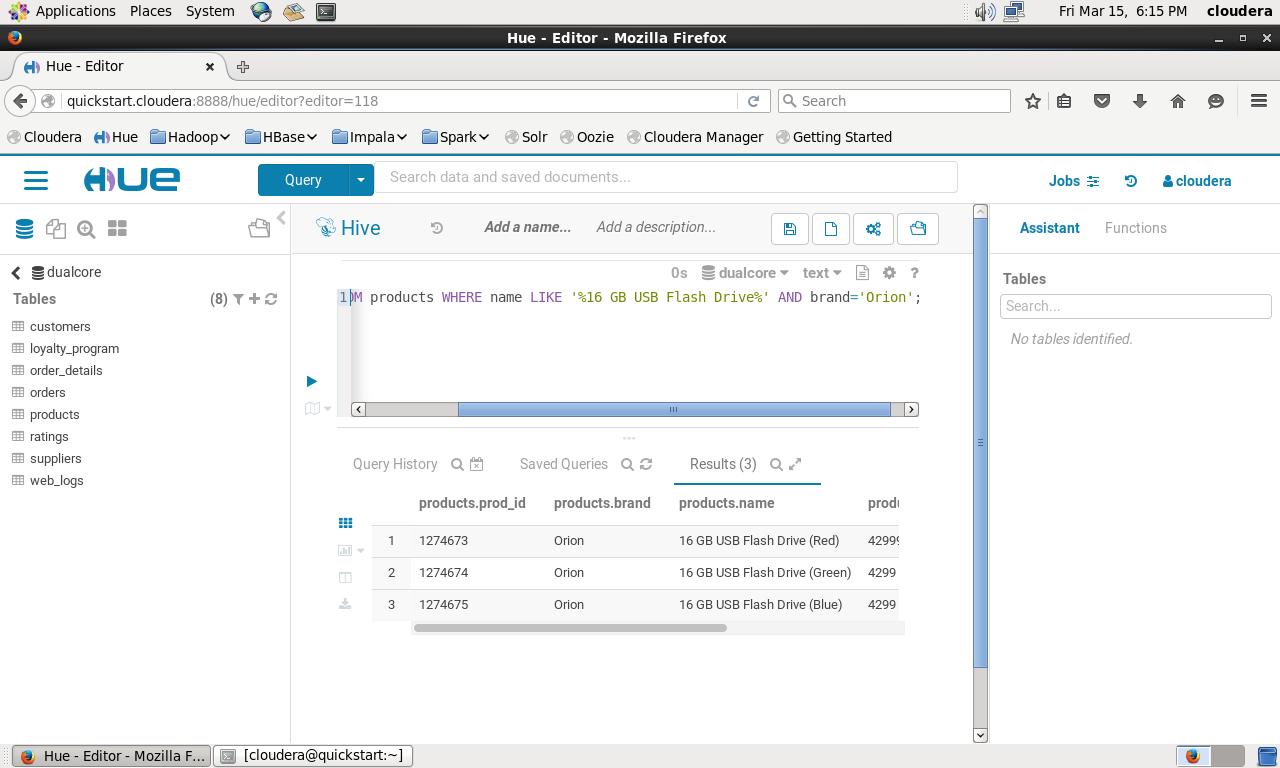 Applications Places System Fri Mar 15, 6:15 PM cloudera
Hue - Editor - Mozilla Firefox
Hue - Editor
quickstart.cloudera:8888/hue/editor?editor=118 Search
Cloudera Hue Hadoop HBase Impala Spark Solr Oozie Cloudera Manager Getting Started
HUE Query Search data and saved documents... Jobs cloudera
Hive Add a name... Add a description... Assistant Functions
dualcore 0s dualcore text ?
Tables (8) Tables
1 OM products WHERE name LIKE '%16 GB USB Flash Drive%' AND brand='Orion'; Search...
customers
loyalty_program No tables identified.
order_details
orders
products
ratings
suppliers
web_logs
Query History Saved Queries Results (3)
products.prod_id products.brand products.name produ
1 1274673 Orion 16 GB USB Flash Drive (Red) 42999
2 1274674 Orion 16 GB USB Flash Drive (Green) 4299
3 1274675 Orion 16 GB USB Flash Drive (Blue) 4299
Hue - Editor - Mozilla F... [cloudera@quickstart:~]